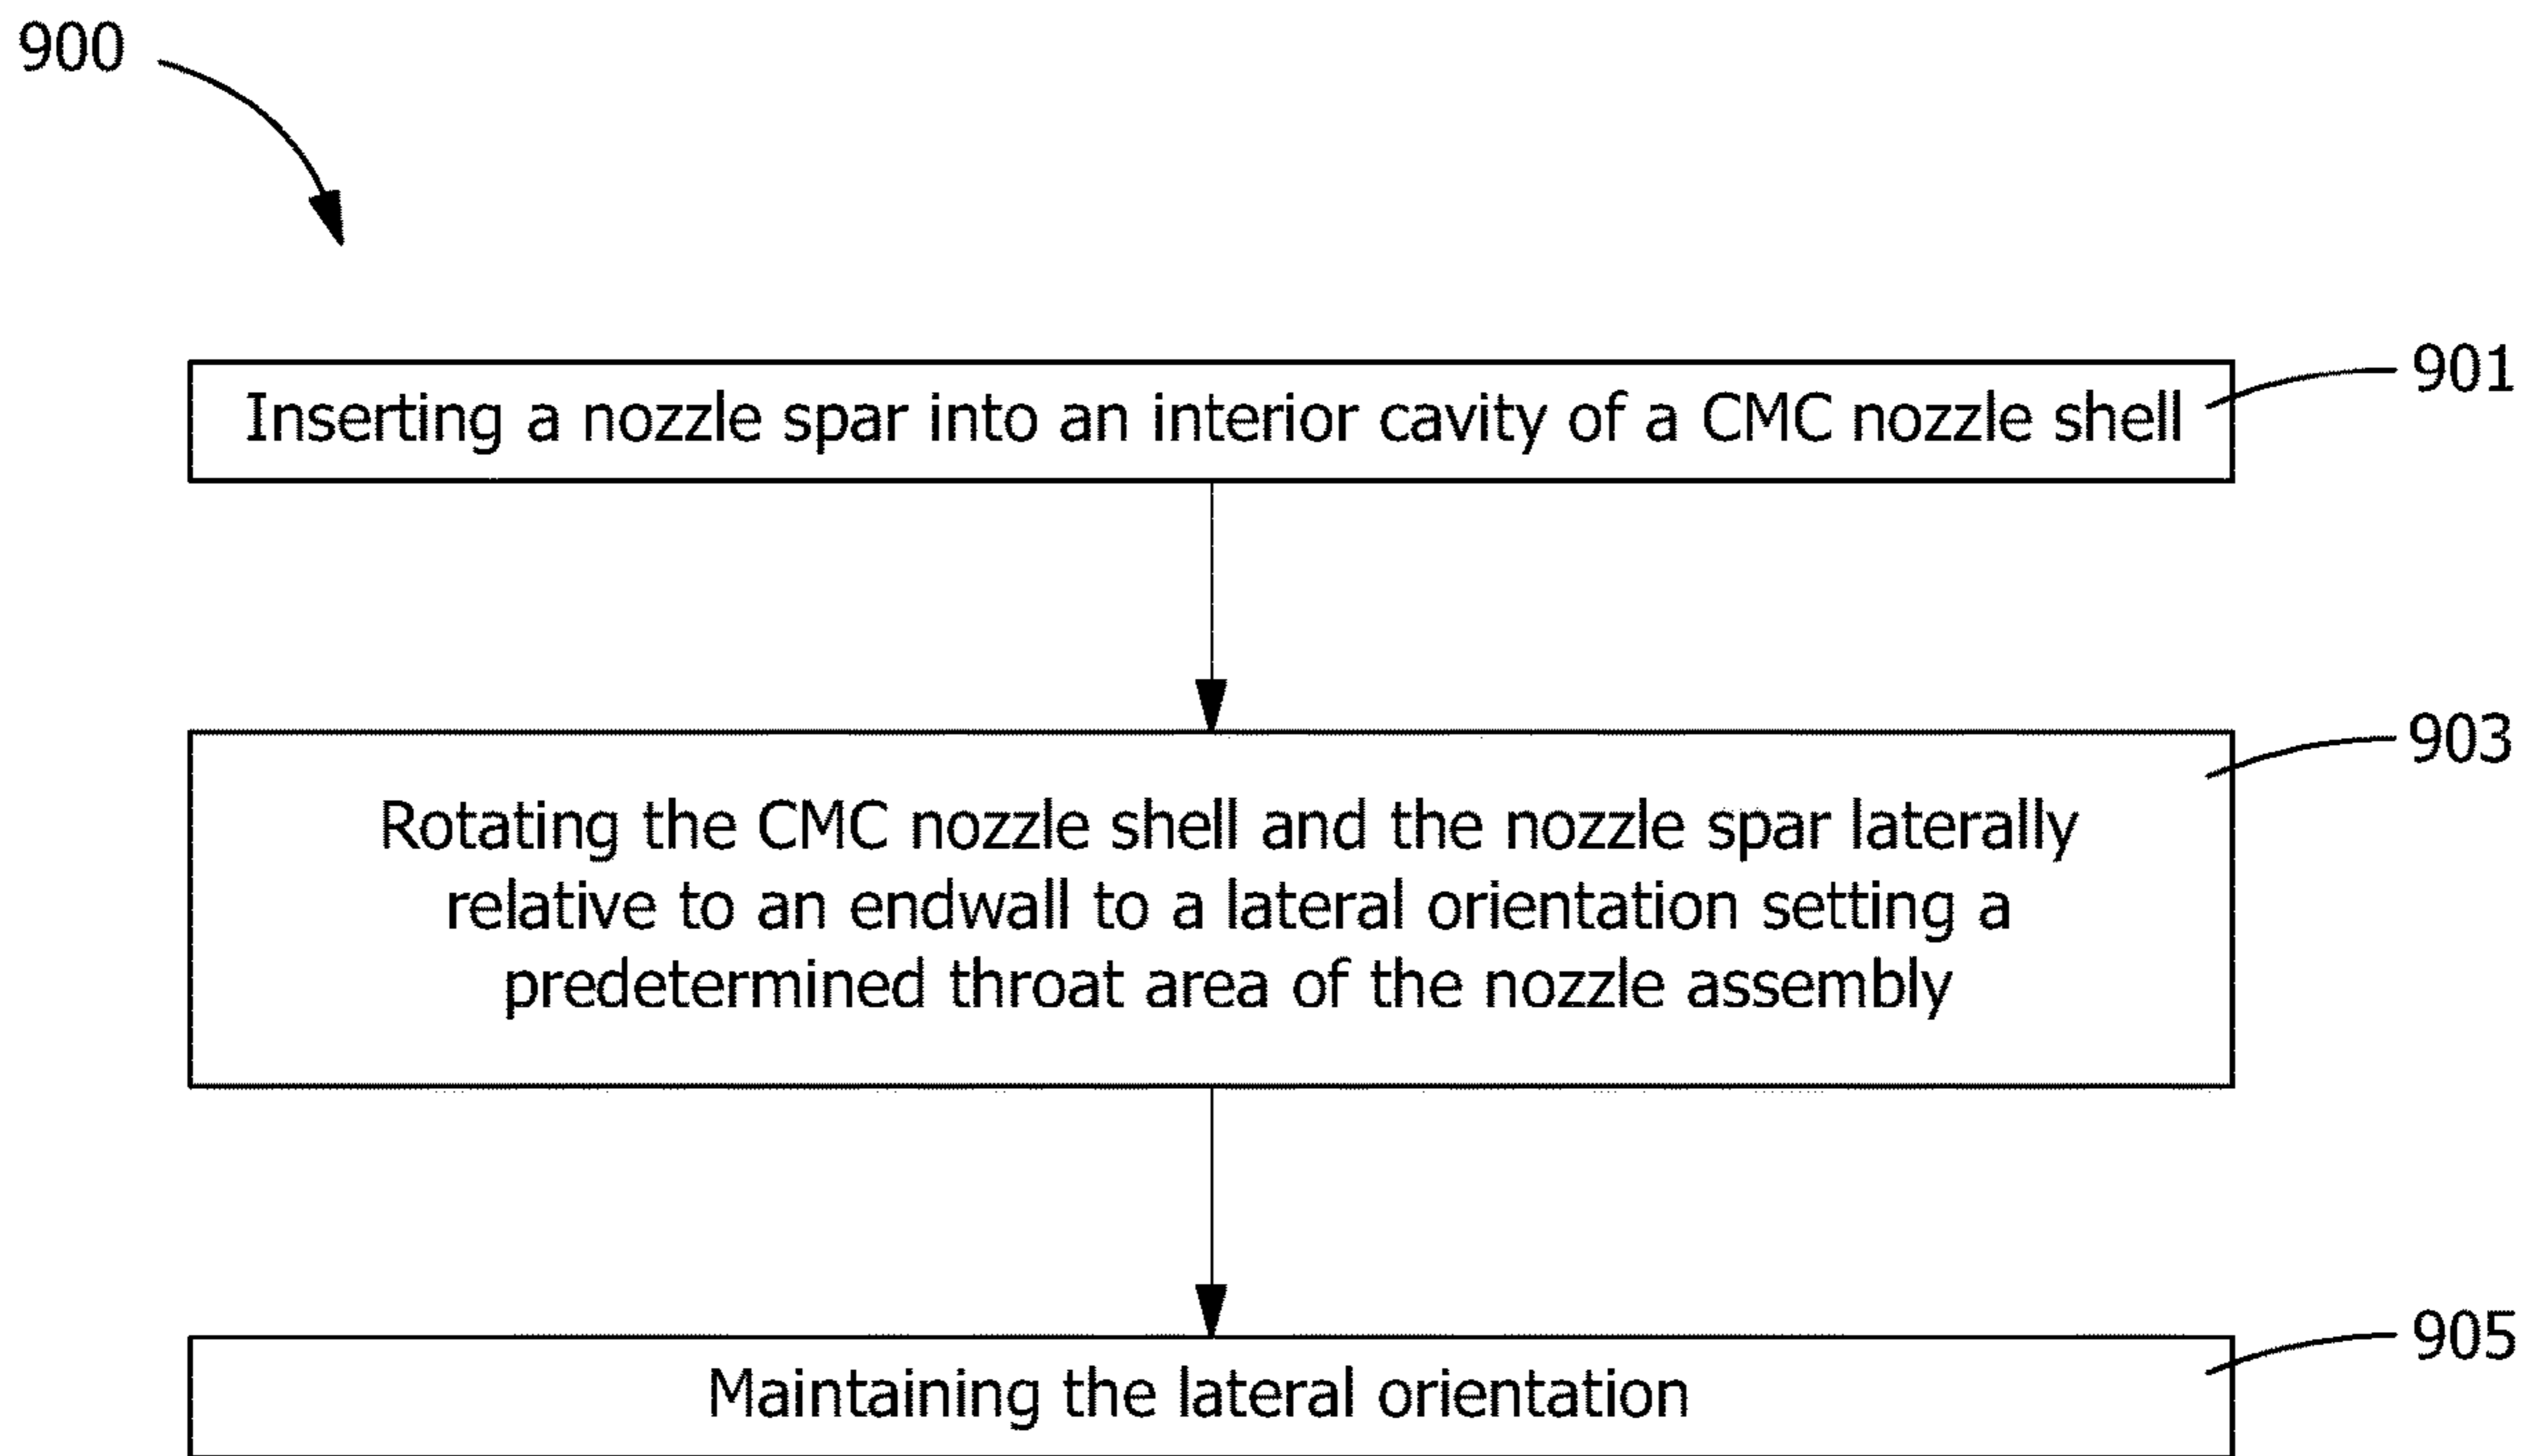 900
Inserting a nozzle spar into an interior cavity of a CMC nozzle shell
901
903
Rotating the CMC nozzle shell and the nozzle spar laterally
relative to an endwall to a lateral orientation setting a
predetermined throat area of the nozzle assembly
905
Maintaining the lateral orientation